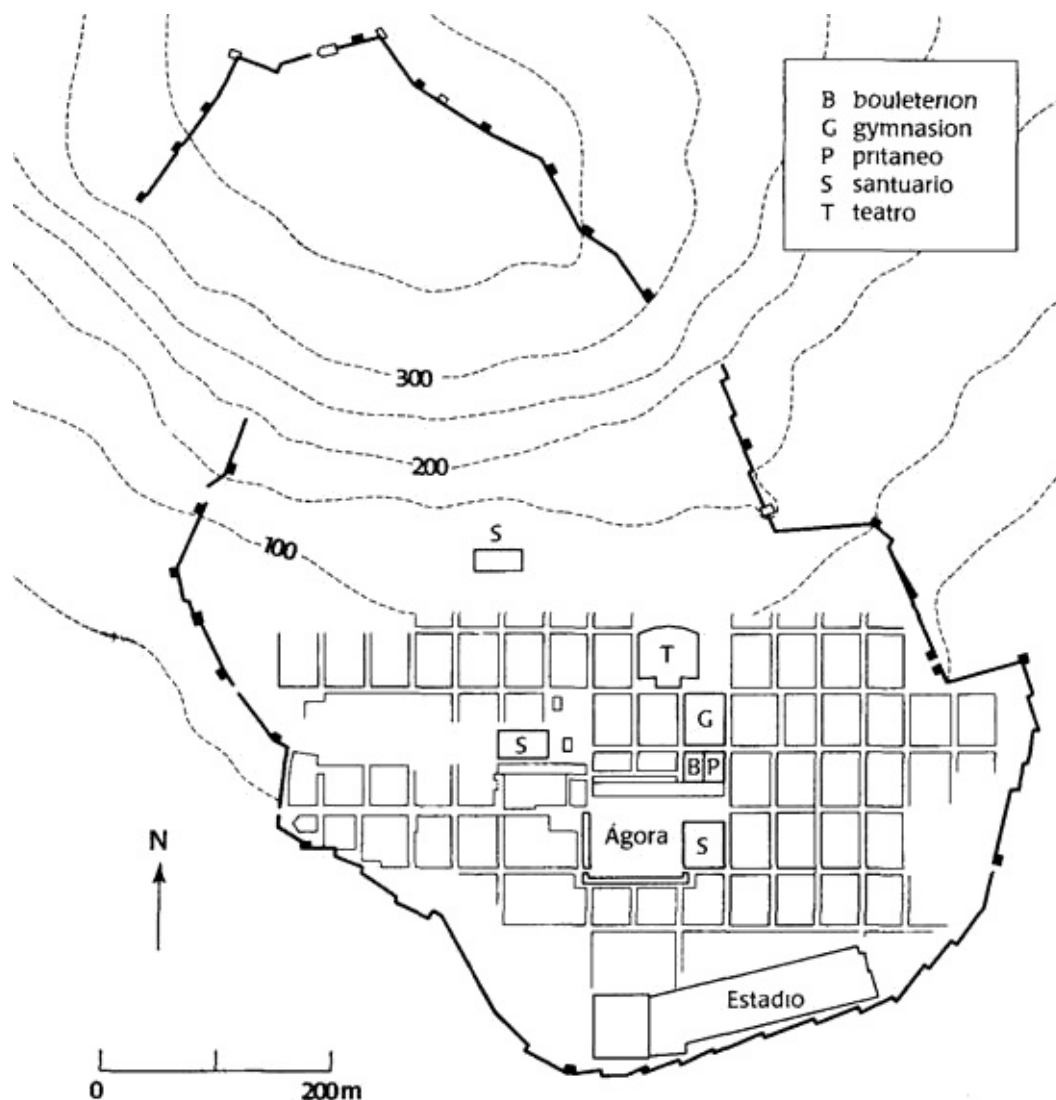 B bouleterion
G gymnasion
P pritaneo
S santuario
T teatro
300
200
100
S
T
G
S
B P
Ágora
S
N
Estadio
0 200m